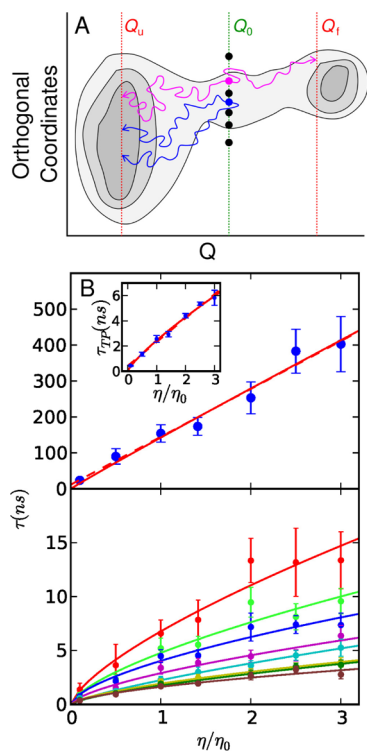 A
Q_u
Q_0
Q_f
Orthogonal
Coordinates
Q
B
500
400
300
200
100
0
6
4
2
0
τ_TP(ns)
0 1 2 3
η/η_0
τ(ns)
15
10
5
0
0 1 2 3
η/η_0